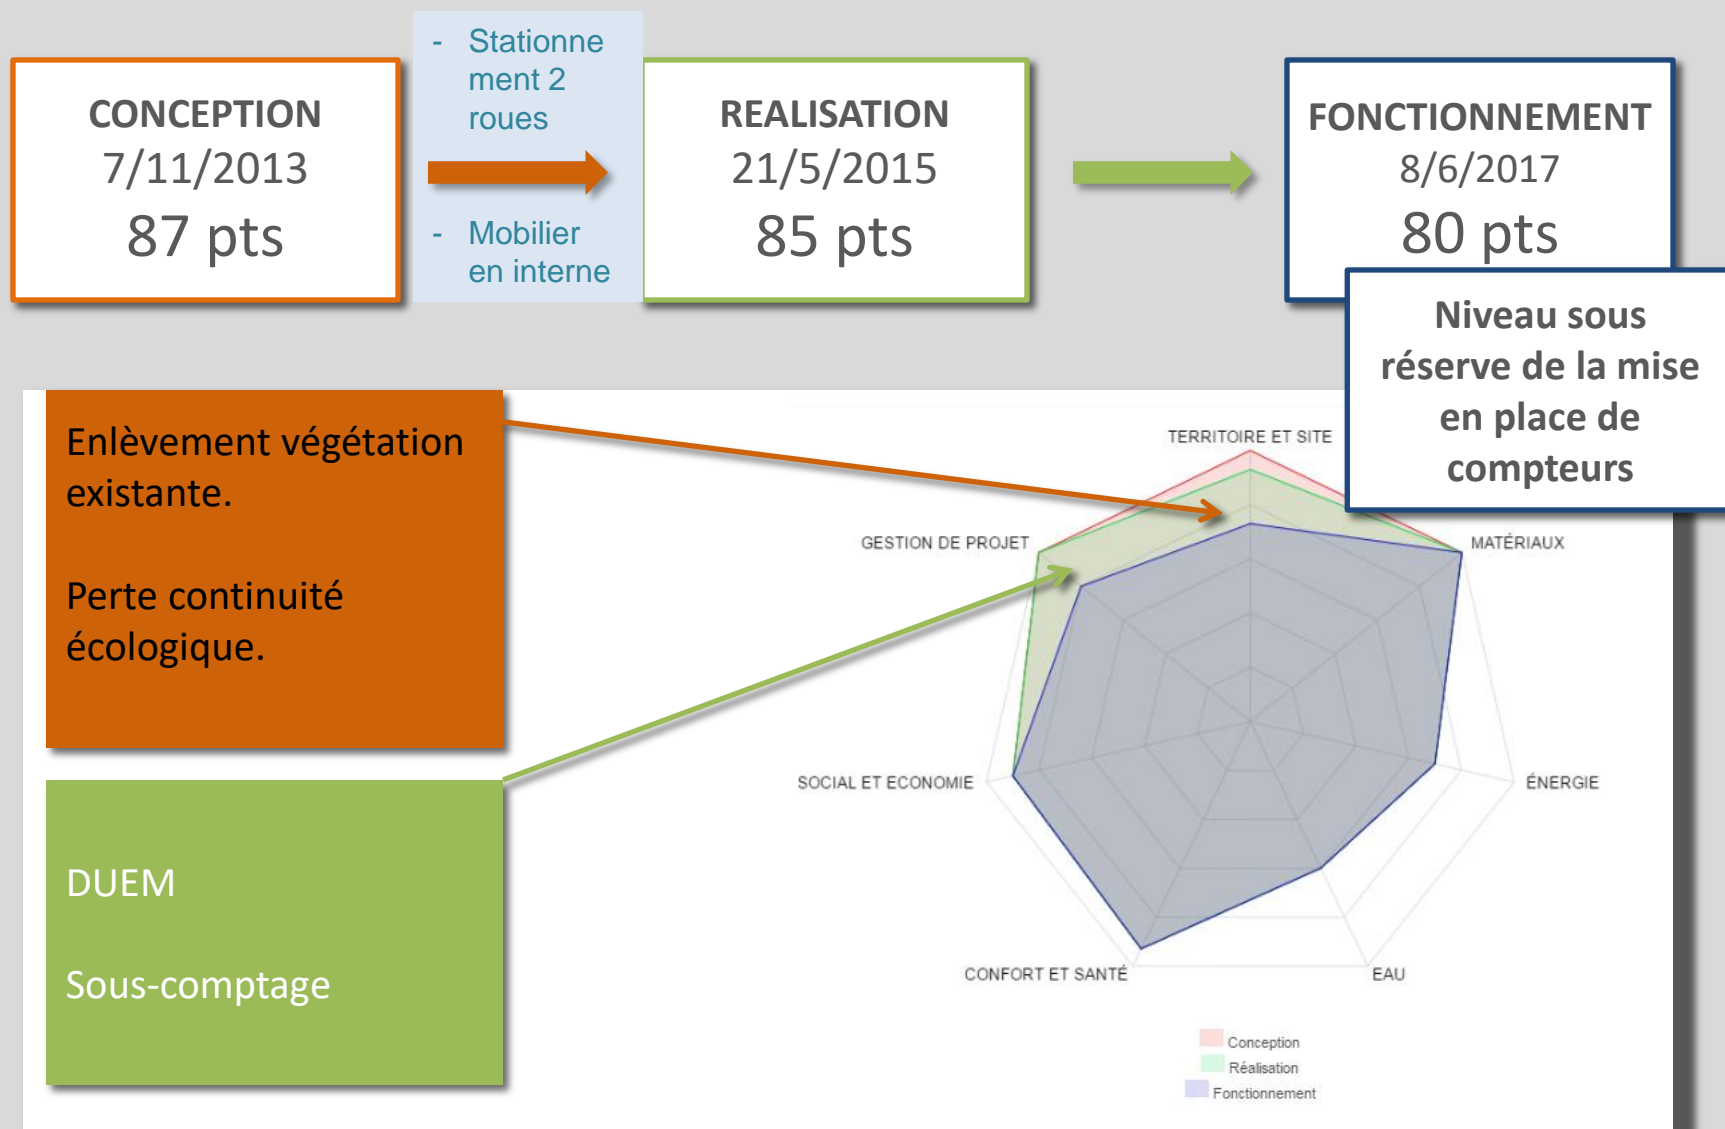 CONCEPTION
7/11/2013
87 pts
- Stationne
ment 2
roues
- Mobilier
en interne
REALISATION
21/5/2015
85 pts
FONCTIONNEMENT
8/6/2017
80 pts
Niveau sous
réserve de la mise
en place de
compteurs
Enlèvement végétation
existante.
Perte continuité
écologique.
DUEM
Sous-comptage
TERRITOIRE ET SITE
GESTION DE PROJET
MATÉRIAUX
SOCIAL ET ECONOMIE
ÉNERGIE
CONFORT ET SANTÉ
EAU
Conception
Réalisation
Fonctionnement